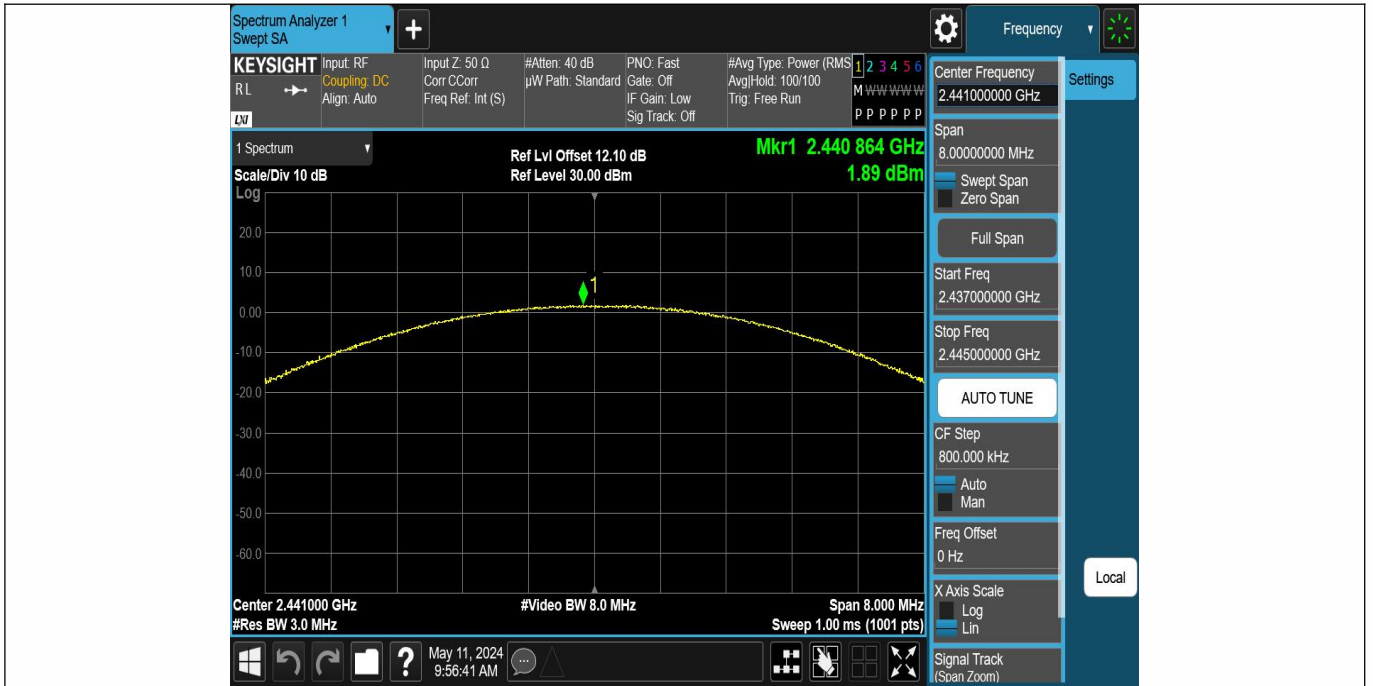 Spectrum Analyzer 1
Swept SA
+
Frequency
KEYSIGHT
R L
LXI
Input: RF
Coupling: DC
Align: Auto
Input Z: 50 Ω
Corr CCorr
Freq Ref: Int (S)
#Atten: 40 dB
µW Path: Standard
PNO: Fast
Gate: Off
IF Gain: Low
Sig Track: Off
#Avg Type: Power (RMS
Avg|Hold: 100/100
Trig: Free Run
1 2 3 4 5 6
M W W W W W
P P P P P P
1 Spectrum
Scale/Div 10 dB
Log
Ref Lvl Offset 12.10 dB
Ref Level 30.00 dBm
Mkr1 2.440 864 GHz
1.89 dBm
20.0
10.0
0.00
-10.0
-20.0
-30.0
-40.0
-50.0
-60.0
1
Center 2.441000 GHz
#Res BW 3.0 MHz
#Video BW 8.0 MHz
Span 8.000 MHz
Sweep 1.00 ms (1001 pts)
Center Frequency
2.441000000 GHz
Settings
Span
8.00000000 MHz
Swept Span
Zero Span
Full Span
Start Freq
2.437000000 GHz
Stop Freq
2.445000000 GHz
AUTO TUNE
CF Step
800.000 kHz
Auto
Man
Freq Offset
0 Hz
X Axis Scale
Log
Lin
Signal Track
(Span Zoom)
Local
?
May 11, 2024
9:56:41 AM